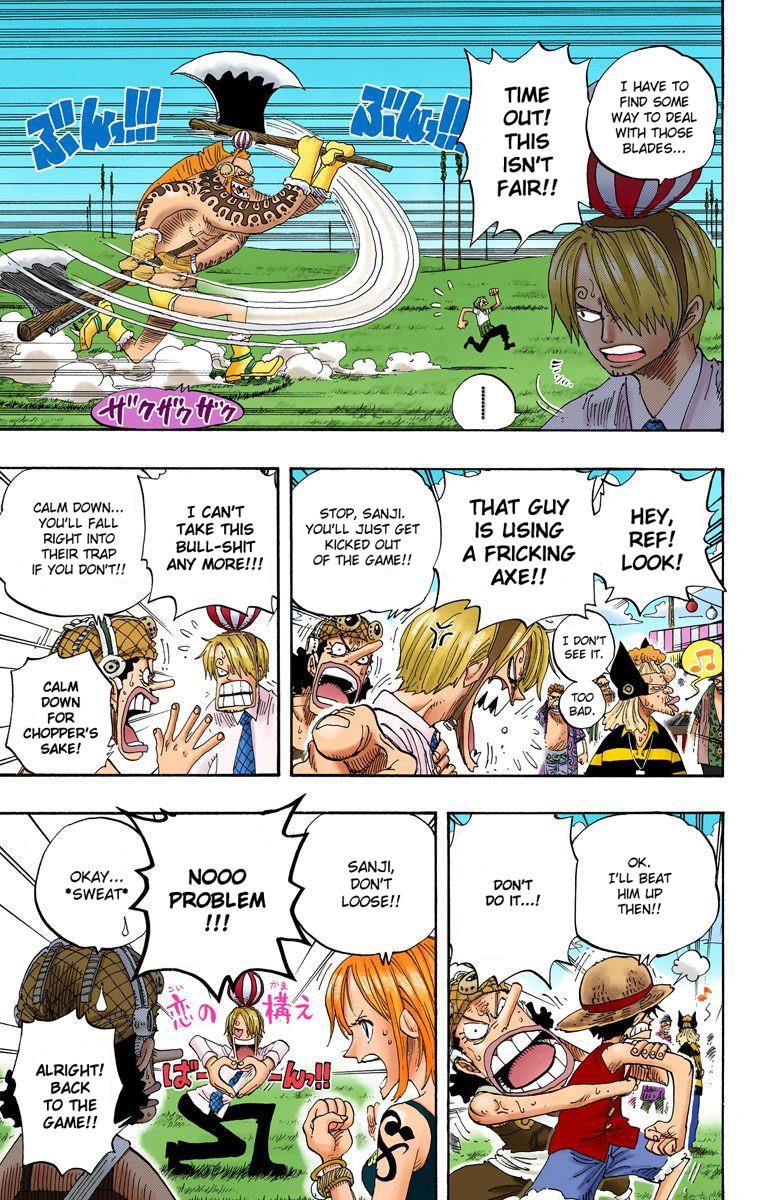 I HAVE TO
FIND SOME
WAY TO DEAL
WITH THOSE
BLADES...
TIME
OUT!
THIS
ISN'T
FAIR!!
ぶんっ!!!
ぶんっ!!!
ザクザクザク
HEY,
REF!
LOOK!
THAT GUY
IS USING
A FRICKING
AXE!!
STOP, SANJI.
YOU'LL JUST GET
KICKED OUT
OF THE GAME!!
I DON'T
SEE IT.
TOO
BAD.
I CAN'T
TAKE THIS
BULL-SHIT
ANY MORE!!!
CALM DOWN...
YOU'LL FALL
RIGHT INTO
THEIR TRAP
IF YOU DON'T!!
CALM
DOWN
FOR
CHOPPER'S
SAKE!
OK.
I'LL BEAT
HIM UP
THEN!!
DON'T
DO IT...!
SANJI,
DON'T
LOOSE!!
NOOO
PROBLEM
!!!
恋の構え
こい
かま
ばーーーんっ!!
OKAY...
*SWEAT*
ALRIGHT!
BACK
TO THE
GAME!!